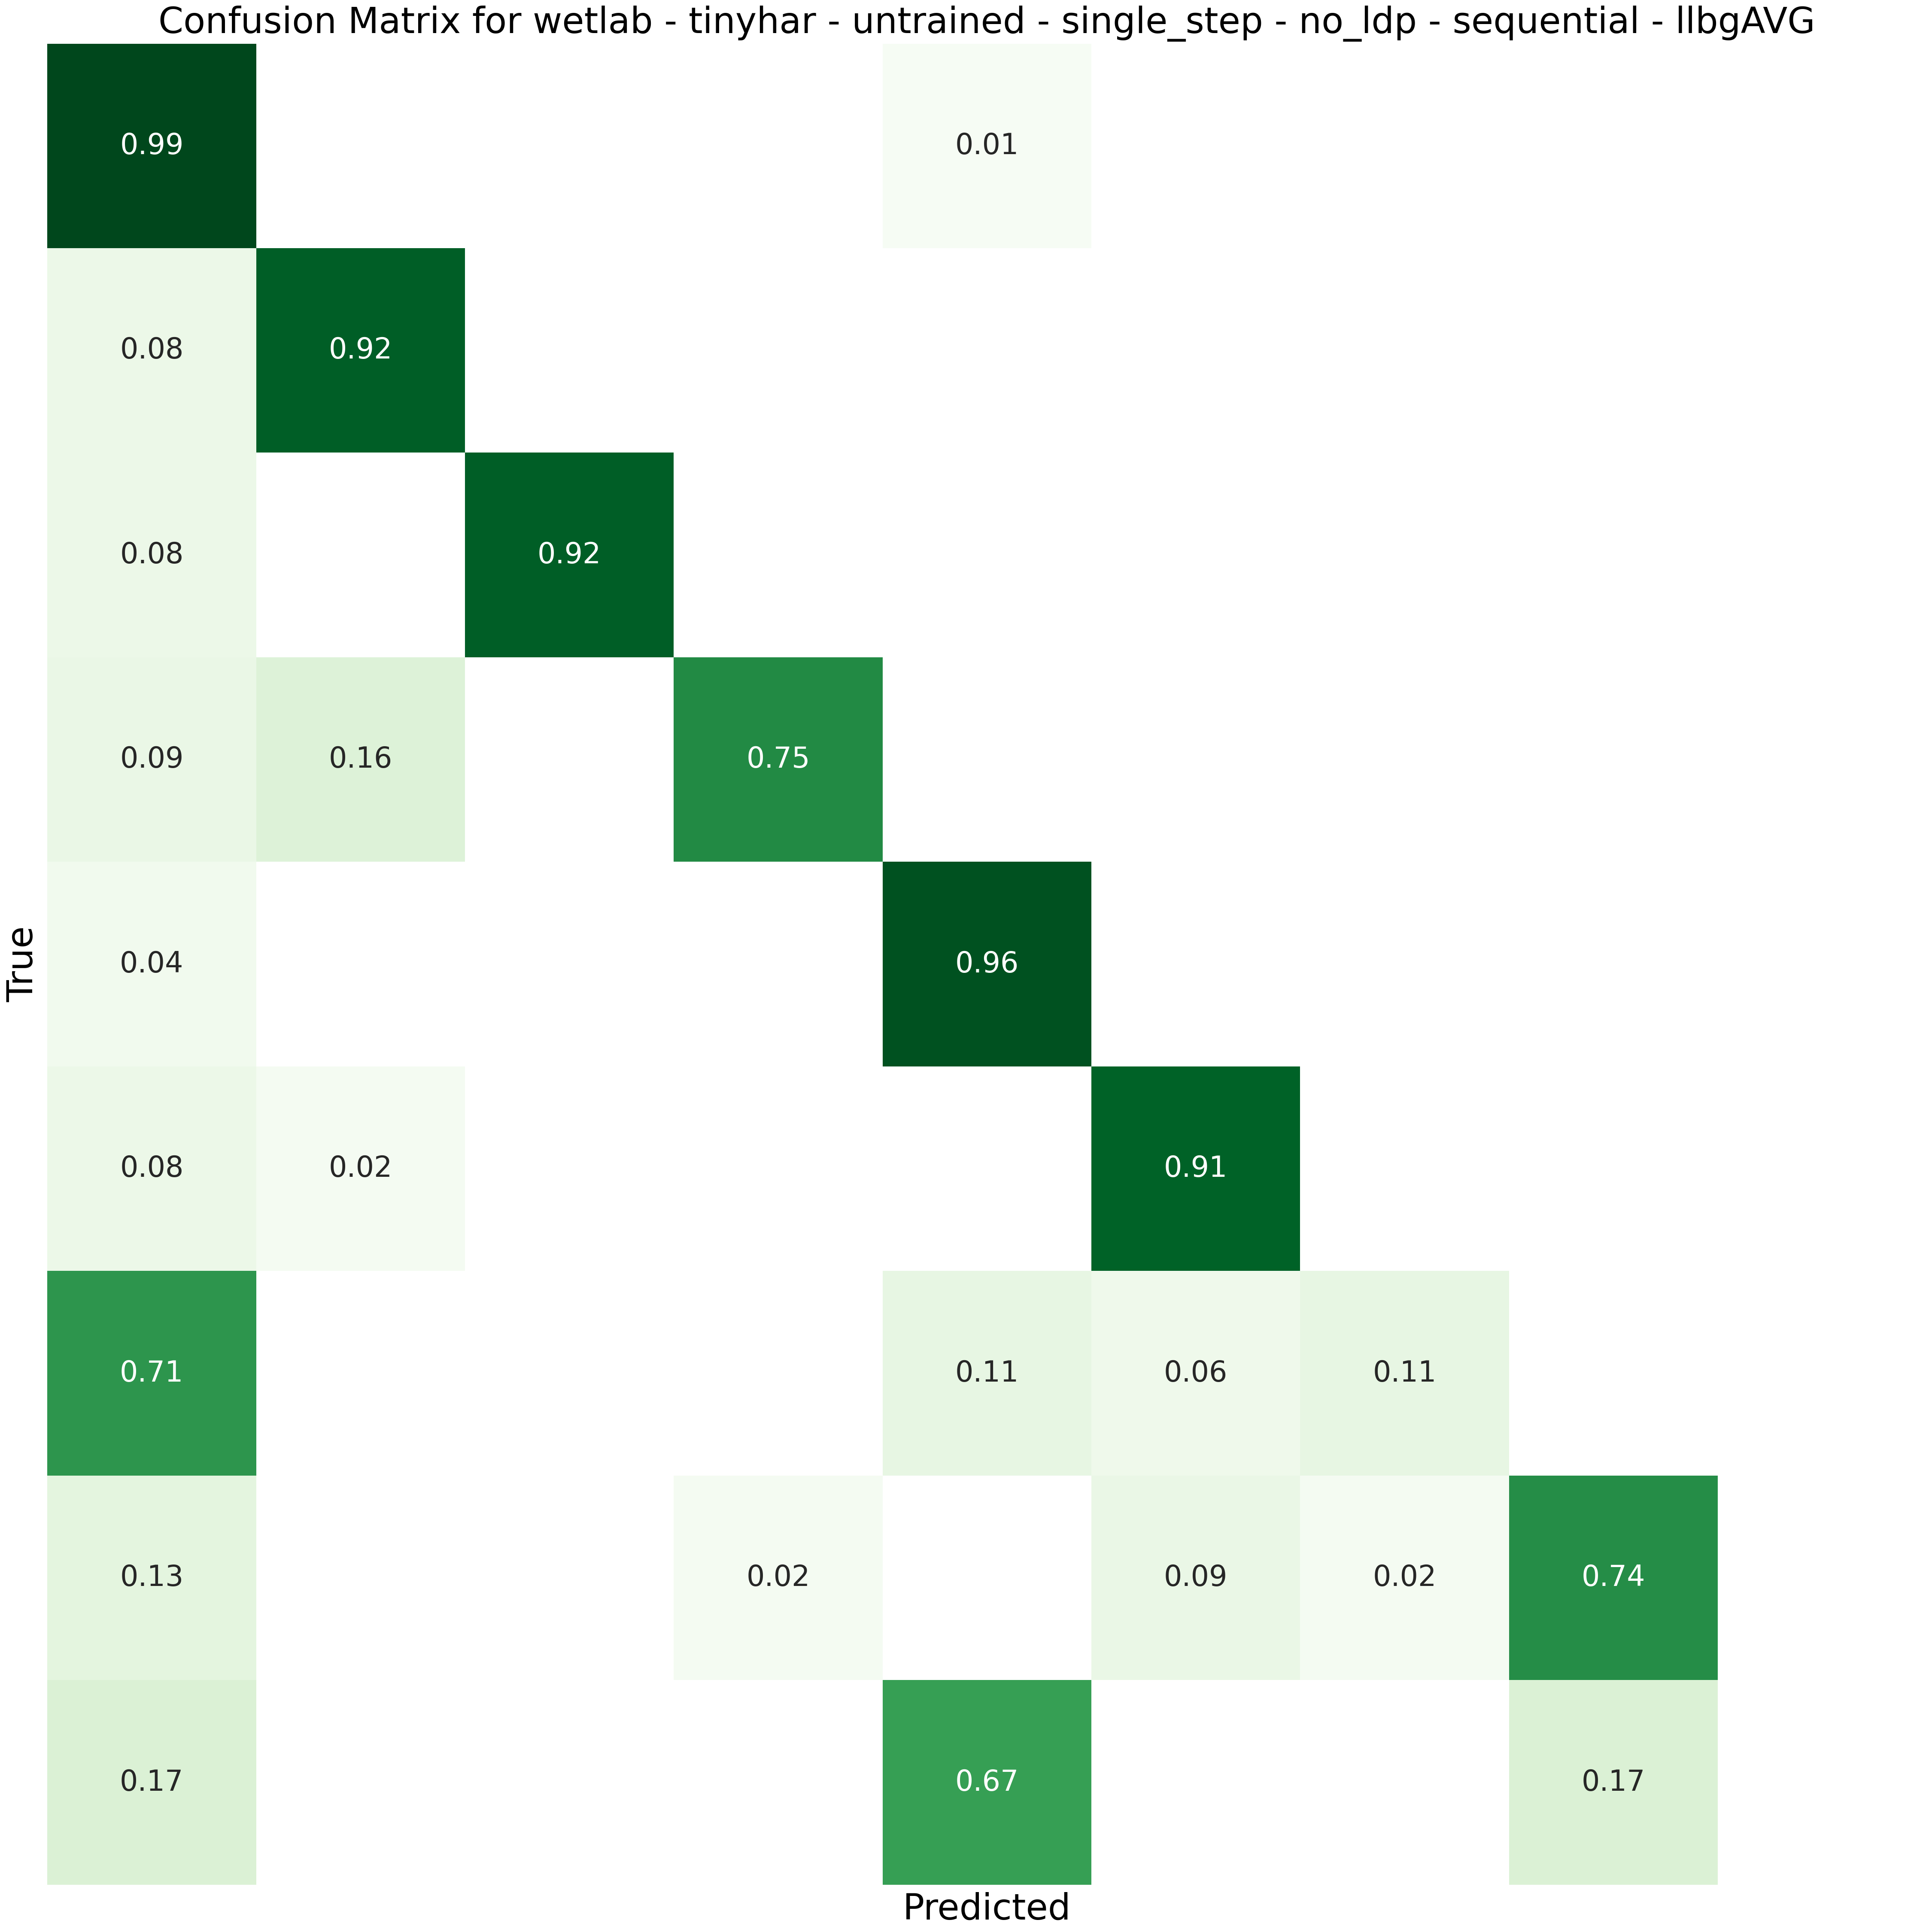 Confusion Matrix for wetlab - tinyhar - untrained - single_step - no_ldp - sequential - llbgAVG
0.99 0.01
0.08 0.92
0.08 0.92
0.09 0.16 0.75
True
0.04 0.96
0.08 0.02 0.91
0.71 0.11 0.06 0.11
0.13 0.02 0.09 0.02 0.74
0.17 0.67 0.17
Predicted